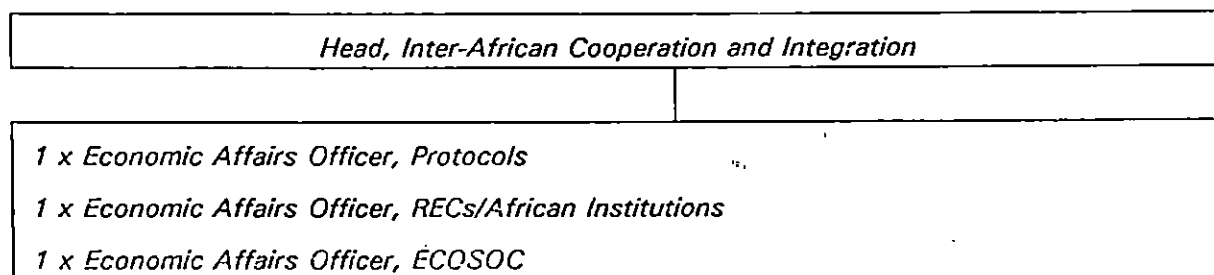 Head, Inter-African Cooperation and Integration
1 x Economic Affairs Officer, Protocols
1 x Economic Affairs Officer, RECs/African Institutions
1 x Economic Affairs Officer, ECOSOC